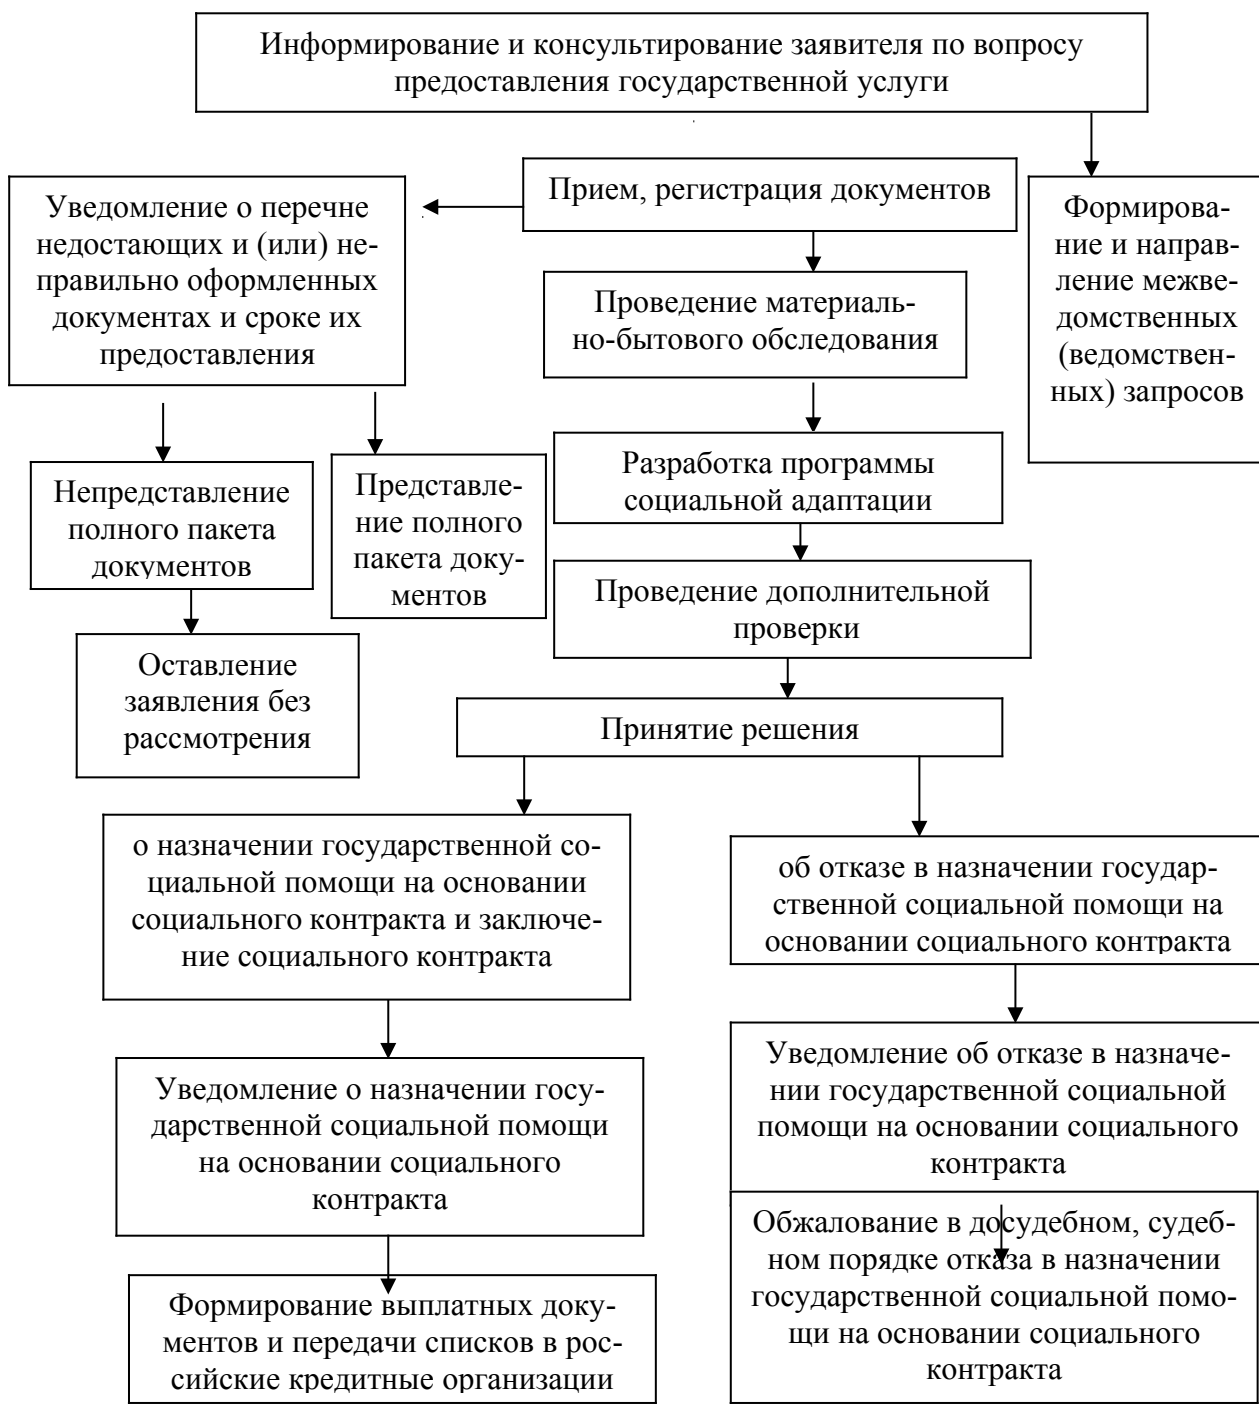 Информирование и консультирование заявителя по вопросу
предоставления государственной услуги
Прием, регистрация документов
Уведомление о перечне
недостающих и (или) не-
правильно оформленных
документах и сроке их
предоставления
Формирова-
ние и направ-
ление межве-
домственных
(ведомствен-
ных) запросов
Проведение материаль-
но-бытового обследования
Разработка программы
социальной адаптации
Непредставление
полного пакета
документов
Представле-
ние полного
пакета доку-
ментов
Проведение дополнительной
проверки
Оставление
заявления без
рассмотрения
Принятие решения
о назначении государственной со-
циальной помощи на основании
социального контракта и заключе-
ние социального контракта
об отказе в назначении государ-
ственной социальной помощи на
основании социального контракта
Уведомление о назначении госу-
дарственной социальной помощи
на основании социального
контракта
Уведомление об отказе в назначе-
нии государственной социальной
помощи на основании социального
контракта
Формирование выплатных доку-
ментов и передачи списков в рос-
сийские кредитные организации
Обжалование в досудебном, судеб-
ном порядке отказа в назначении
государственной социальной помо-
щи на основании социального
контракта